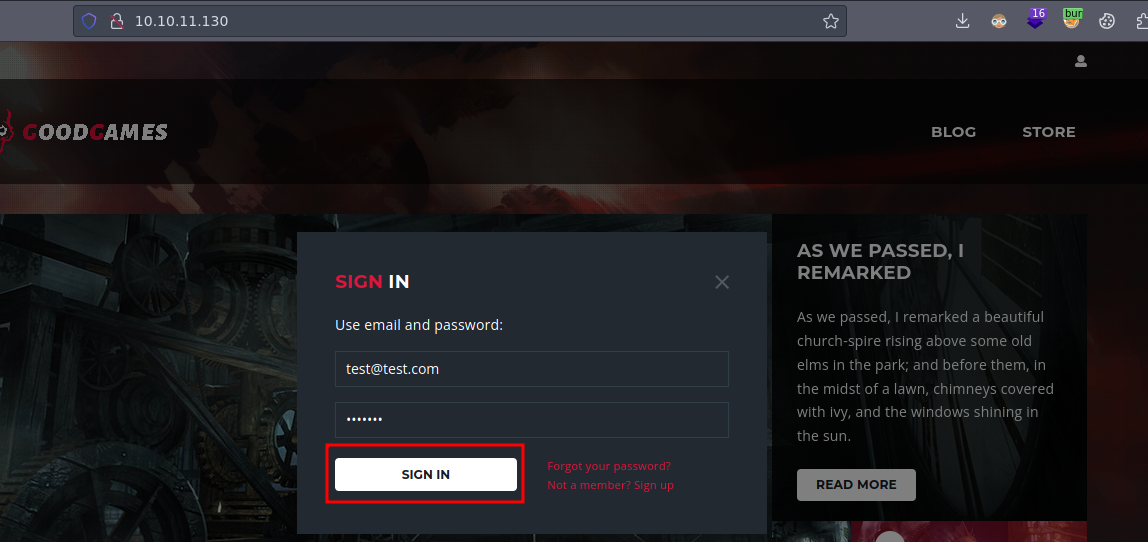 10.10.11.130
16
bur
GOODGAMES
BLOG
STORE
SIGN IN
Use email and password:
test@test.com
•••••••
SIGN IN
Forgot your password?
Not a member? Sign up
AS WE PASSED, I
REMARKED
As we passed, I remarked a beautiful
church-spire rising above some old
elms in the park; and before them, in
the midst of a lawn, chimneys covered
with ivy, and the windows shining in
the sun.
READ MORE